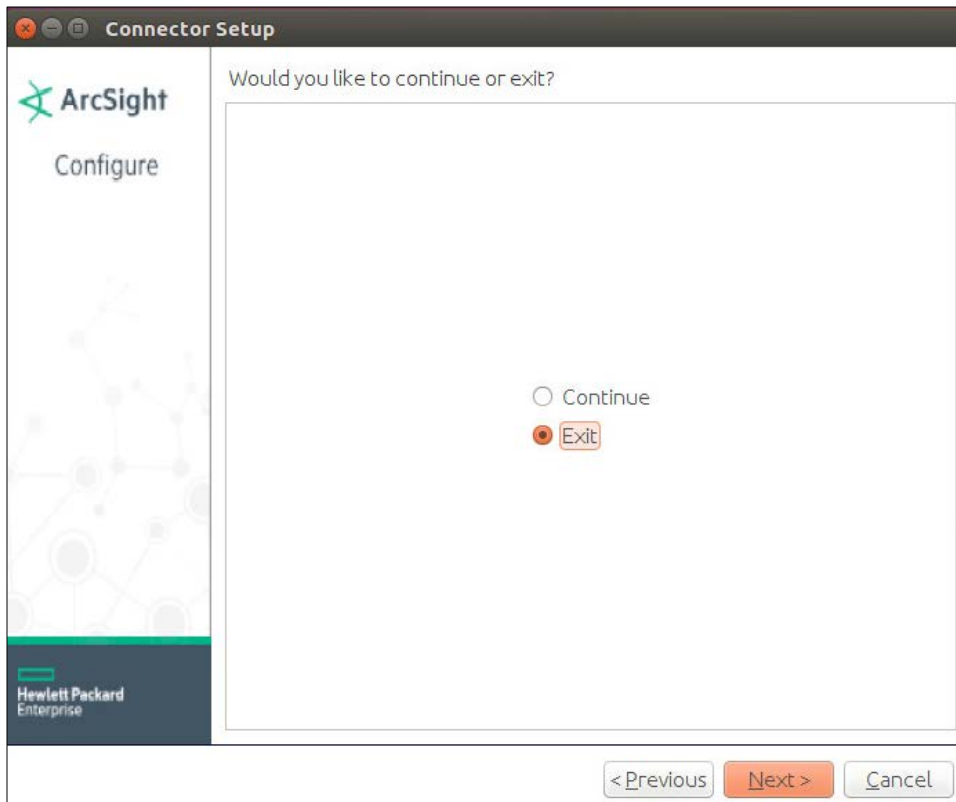 Connector Setup
ArcSight
Configure
Would you like to continue or exit?
Continue
Exit
Hewlett Packard
Enterprise
< Previous
Next >
Cancel